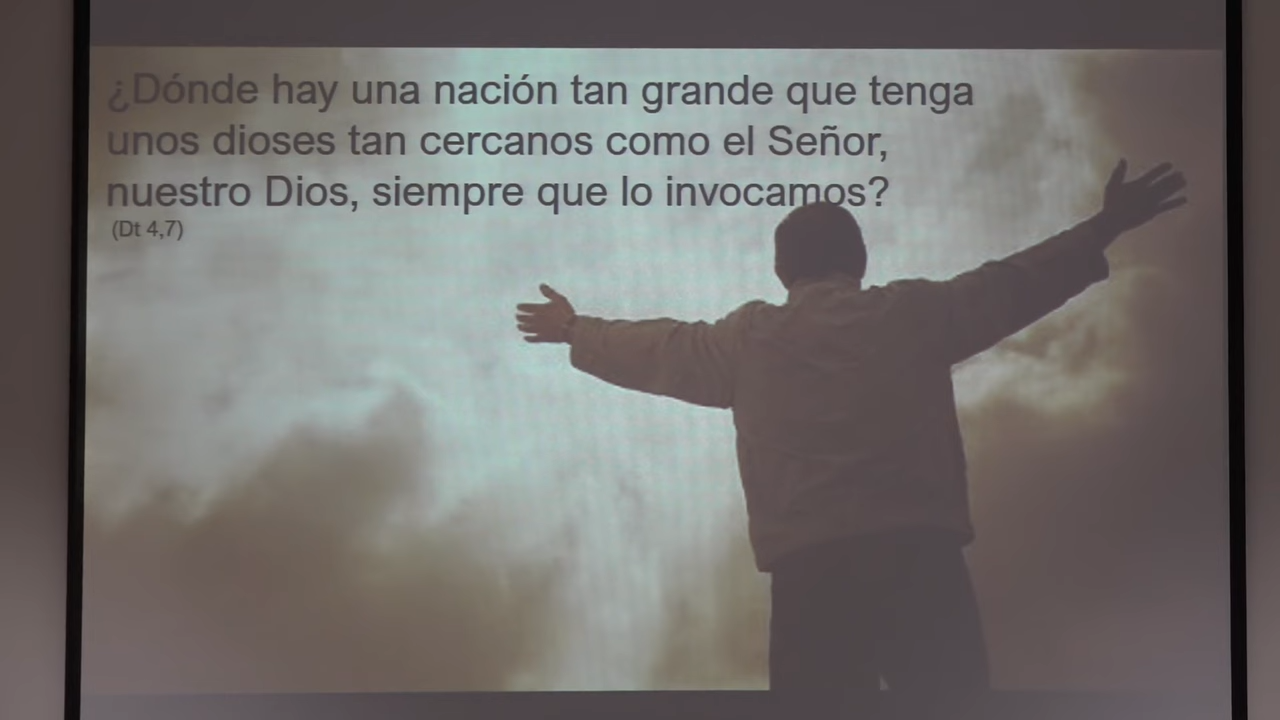 ¿Dónde hay una nación tan grande que tenga
unos dioses tan cercanos como el Señor,
nuestro Dios, siempre que lo invocamos?
(Dt 4,7)